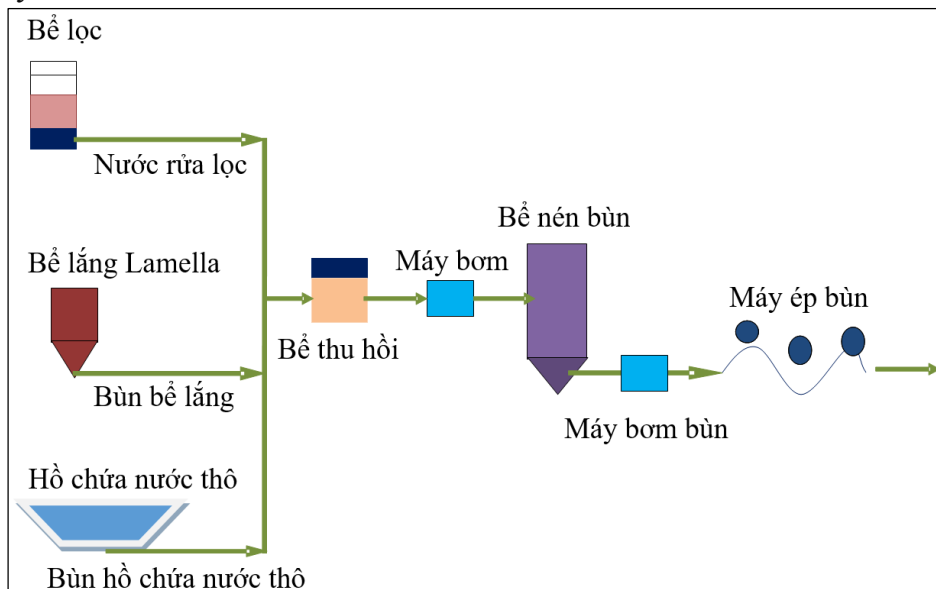 Bể lọc
Nước rửa lọc
Bể lắng Lamella
Bùn bể lắng
Hồ chứa nước thô
Bùn hồ chứa nước thô
Bể thu hồi
Máy bơm
Bể nén bùn
Máy bơm bùn
Máy ép bùn